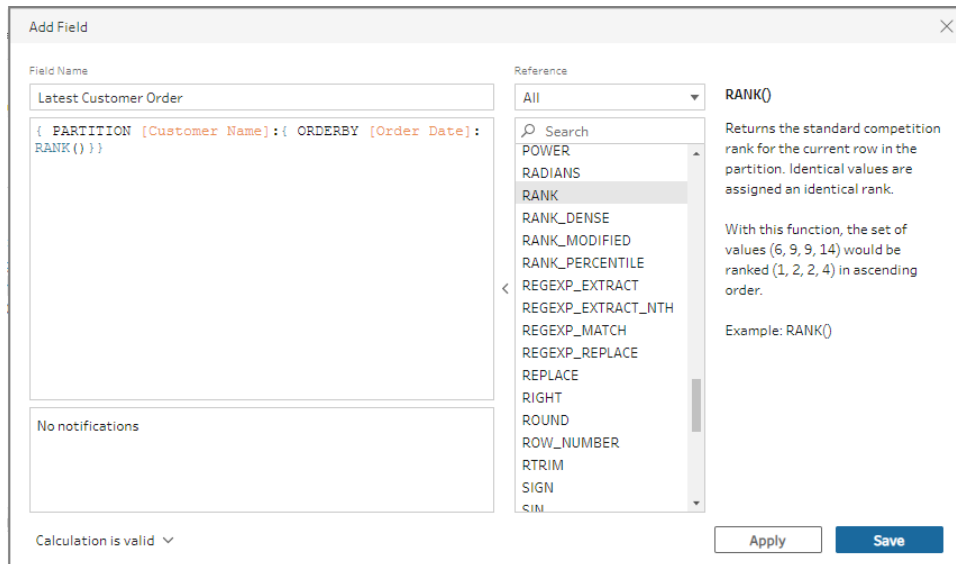 Add Field
Field Name
Latest Customer Order
{ PARTITION [Customer Name]:{ ORDERBY [Order Date]:
RANK()}}
No notifications
Calculation is valid
Reference
All
Search
POWER
RADIANS
RANK
RANK_DENSE
RANK_MODIFIED
RANK_PERCENTILE
REGEXP_EXTRACT
REGEXP_EXTRACT_NTH
REGEXP_MATCH
REGEXP_REPLACE
REPLACE
RIGHT
ROUND
ROW_NUMBER
RTRIM
SIGN
SIN
RANK()
Returns the standard competition
rank for the current row in the
partition. Identical values are
assigned an identical rank.
With this function, the set of
values (6, 9, 9, 14) would be
ranked (1, 2, 2, 4) in ascending
order.
Example: RANK()
Apply
Save